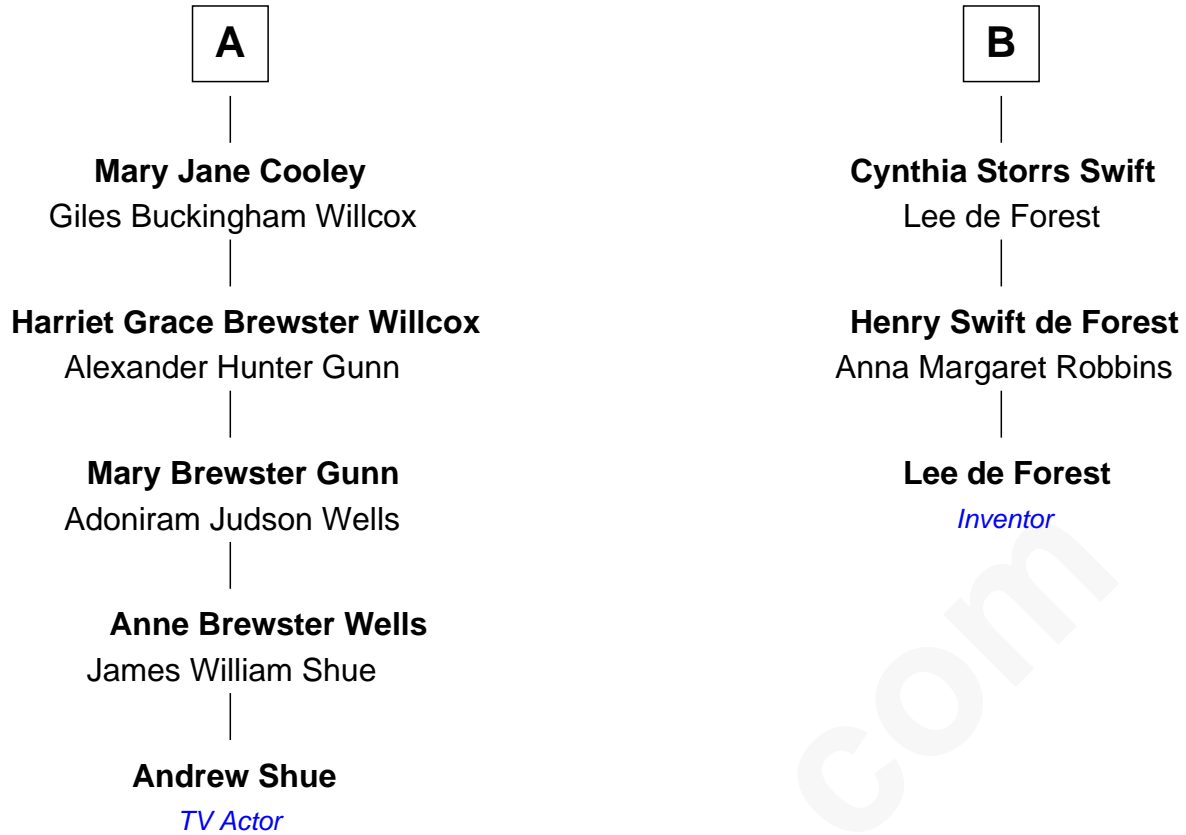 A
Mary Jane Cooley
Giles Buckingham Willcox
Harriet Grace Brewster Willcox
Alexander Hunter Gunn
Mary Brewster Gunn
Adoniram Judson Wells
Anne Brewster Wells
James William Shue
Andrew Shue
TV Actor
B
Cynthia Storrs Swift
Lee de Forest
Henry Swift de Forest
Anna Margaret Robbins
Lee de Forest
Inventor
com